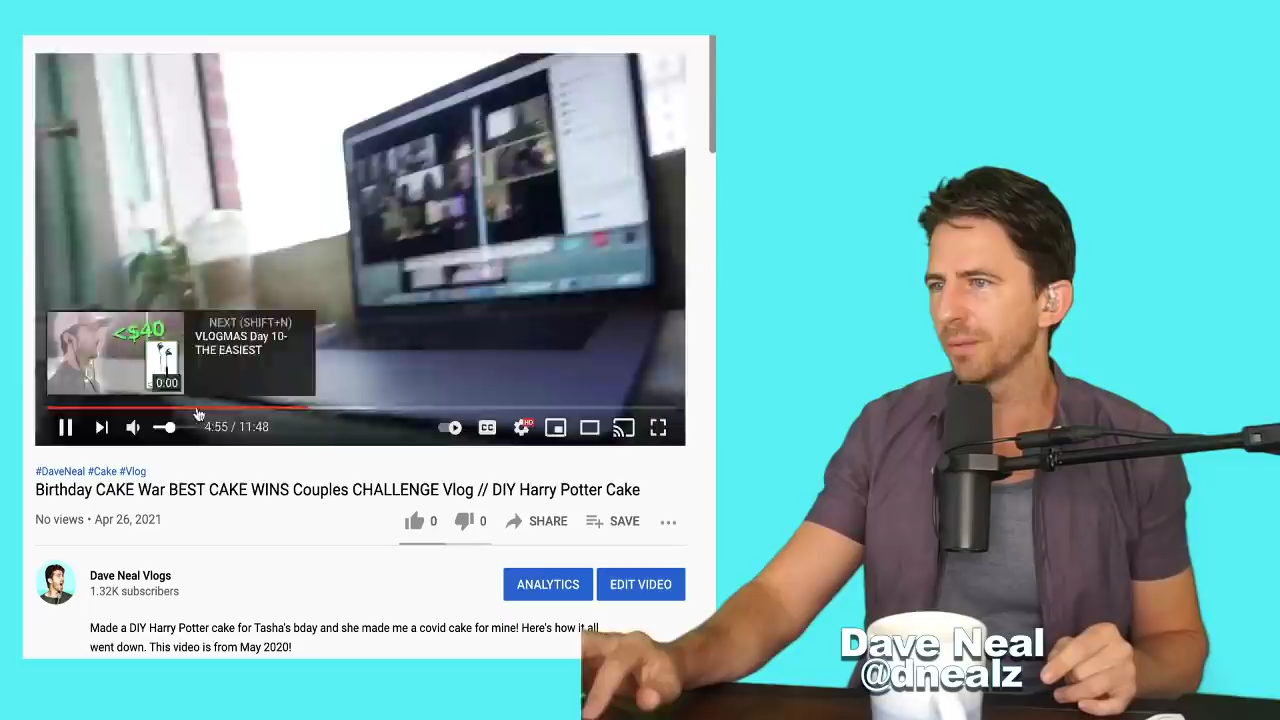 <$40
0:00
NEXT (SHIFT+N)
VLOGMAS Day 10-
THE EASIEST
4:55 / 11:48
CC
HD
#DaveNeal #Cake #Vlog
Birthday CAKE War BEST CAKE WINS Couples CHALLENGE Vlog // DIY Harry Potter Cake
No views • Apr 26, 2021
0
0
SHARE
SAVE
Dave Neal Vlogs
1.32K subscribers
ANALYTICS
EDIT VIDEO
Made a DIY Harry Potter cake for Tasha's bday and she made me a covid cake for mine! Here's how it all
went down. This video is from May 2020!
Dave Neal
@dnealz